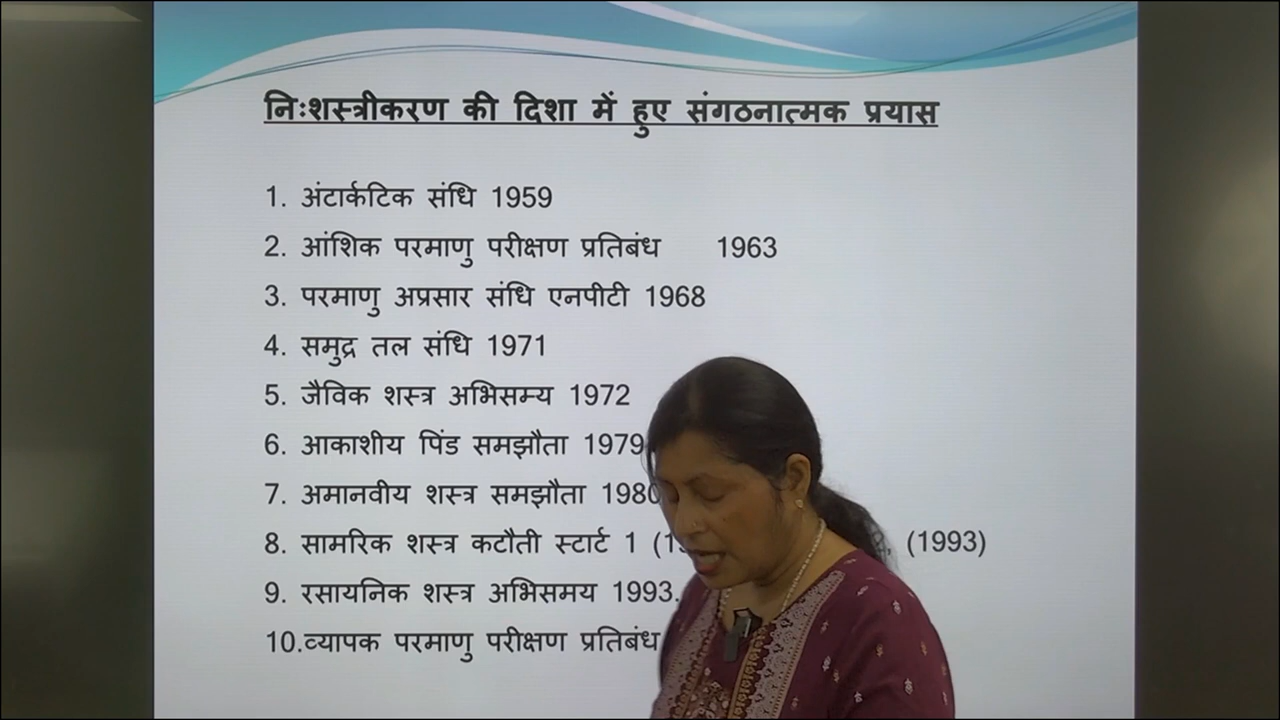 निःशस्त्रीकरण की दिशा में हुए संगठनात्मक प्रयास
1. अंटार्कटिक संधि 1959
2. आंशिक परमाणु परीक्षण प्रतिबंध 1963
3. परमाणु अप्रसार संधि एनपीटी 1968
4. समुद्र तल संधि 1971
5. जैविक शस्त्र अभिसम्य 1972
6. आकाशीय पिंड समझौता 1979
7. अमानवीय शस्त्र समझौता 1980
8. सामरिक शस्त्र कटौती स्टार्ट 1 (1993)
9. रसायनिक शस्त्र अभिसमय 1993.
10.व्यापक परमाणु परीक्षण प्रतिबंध